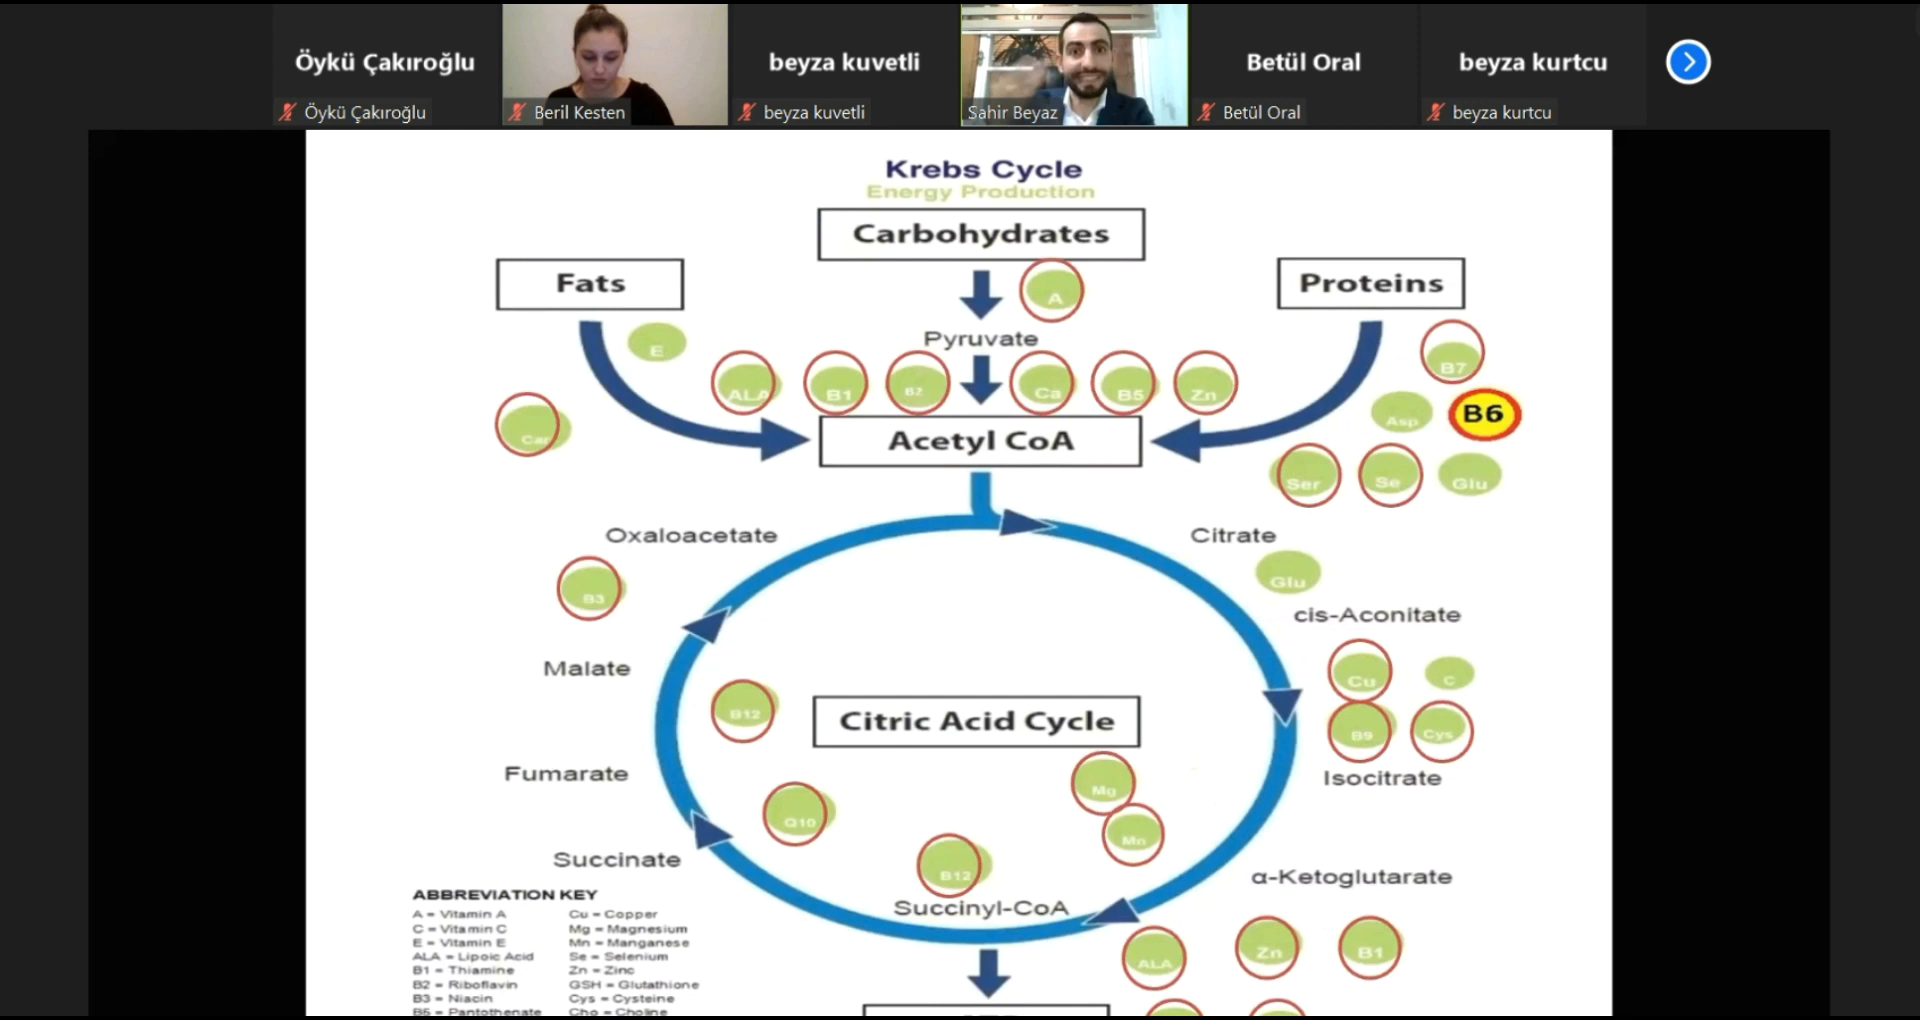 Öykü Çakıroğlu
beyza kuvetli
Betül Oral
beyza kurtcu
Öykü Çakıroğlu
Beril Kesten
beyza kuvetli
Sahir Beyaz
Betül Oral
beyza kurtcu
Krebs Cycle
Energy Production
Carbohydrates
Fats
Proteins
A
Pyruvate
E
B7
ALA
B1
B2
Ca
B5
Zn
Asp
B6
Car
Acetyl CoA
Ser
Se
Glu
Oxaloacetate
Citrate
Glu
B3
cis-Aconitate
Malate
Cu
C
B12
Citric Acid Cycle
B9
Cys
Fumarate
Isocitrate
Mg
Q10
Mn
Succinate
B12
α-Ketoglutarate
Succinyl-CoA
ALA
Zn
B1
ABBREVIATION KEY
A = Vitamin A
C = Vitamin C
E = Vitamin E
ALA = Lipoic Acid
B1 = Thiamine
B2 = Riboflavin
B3 = Niacin
B5 = Pantothenate
Cu = Copper
Mg = Magnesium
Mn = Manganese
Se = Selenium
Zn = Zinc
GSH = Glutathione
Cys = Cysteine
Cho = Choline